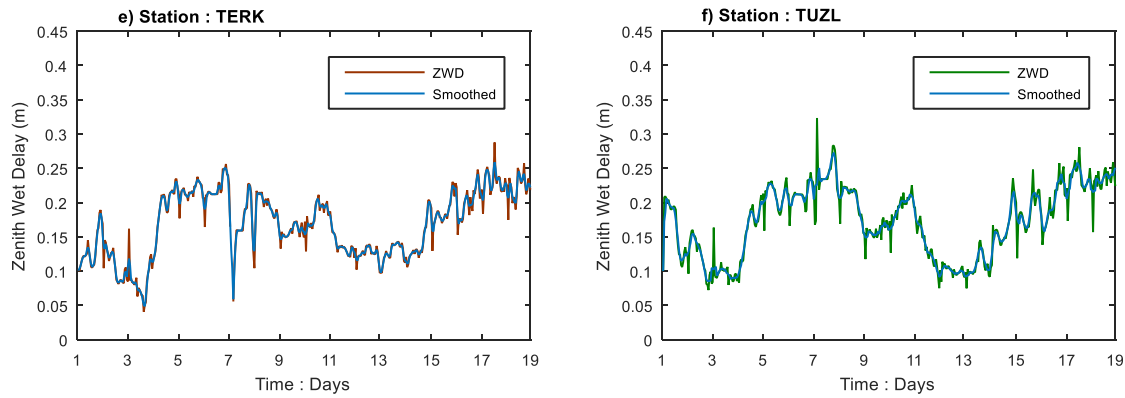 e) Station : TERK
0.45
0.4
0.35
0.3
0.25
0.2
0.15
0.1
0.05
0
Zenith Wet Delay (m)
ZWD
Smoothed
1 3 5 7 9 11 13 15 17 19
Time : Days
f) Station : TUZL
0.45
0.4
0.35
0.3
0.25
0.2
0.15
0.1
0.05
0
Zenith Wet Delay (m)
ZWD
Smoothed
1 3 5 7 9 11 13 15 17 19
Time : Days